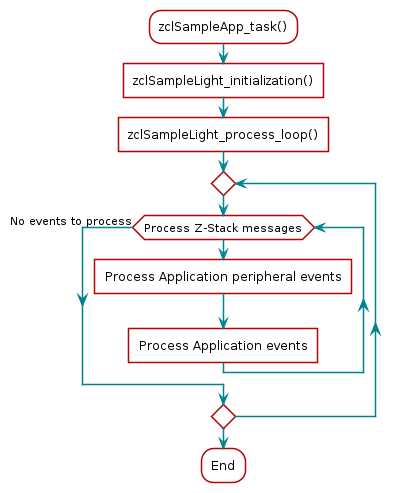 zclSampleApp_task()
zclSampleLight_initialization()
zclSampleLight_process_loop()
No events to process
Process Z-Stack messages
Process Application peripheral events
Process Application events
End